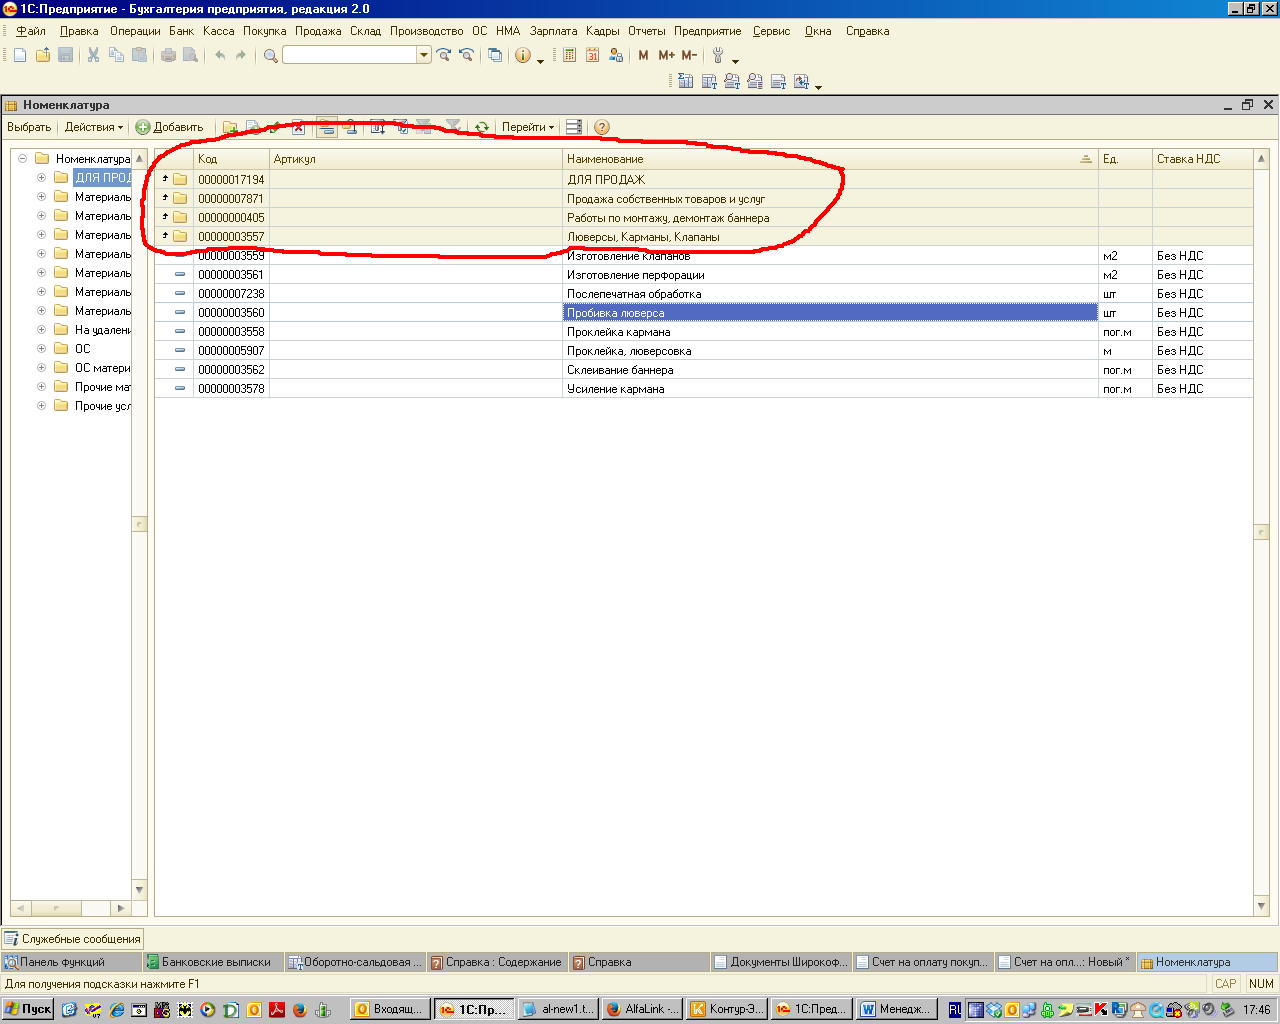 1С:Предприятие - Бухгалтерия предприятия, редакция 2.0
Файл Правка Операции Банк Касса Покупка Продажа Склад Производство ОС НМА Зарплата Кадры Отчеты Предприятие Сервис Окна Справка
M M+ M-
Номенклатура
Выбрать Действия Добавить Перейти
Номенклатура
ДЛЯ ПРОД
Материалы
Материалы
Материалы
Материалы
Материалы
Материалы
Материалы
На удалени
ОС
ОС матери
Прочие мат
Прочие усл
Код Артикул Наименование Ед. Ставка НДС
00000017194 ДЛЯ ПРОДАЖ
00000007871 Продажа собственных товаров и услуг
00000000405 Работы по монтажу, демонтаж баннера
00000003557 Люверсы, Карманы, Клапаны
00000003559 Изготовление клапанов м2 Без НДС
00000003561 Изготовление перфорации м2 Без НДС
00000007238 Послепечатная обработка шт Без НДС
00000003560 Пробивка люверса шт Без НДС
00000003558 Проклейка кармана пог.м Без НДС
00000005907 Проклейка, люверсовка м Без НДС
00000003562 Склеивание баннера пог.м Без НДС
00000003578 Усиление кармана пог.м Без НДС
Служебные сообщения
Панель функций Банковские выписки Оборотно-сальдовая ... Справка : Содержание Справка Документы Широкоф... Счет на оплату покуп... Счет на опл...: Новый * Номенклатура
Для получения подсказки нажмите F1 CAP NUM
Пуск Входящ... 1С:Пр... al-new1.t... AlfaLink -... Контур-Э... 1С:Пред... Менедж... RU 17:46